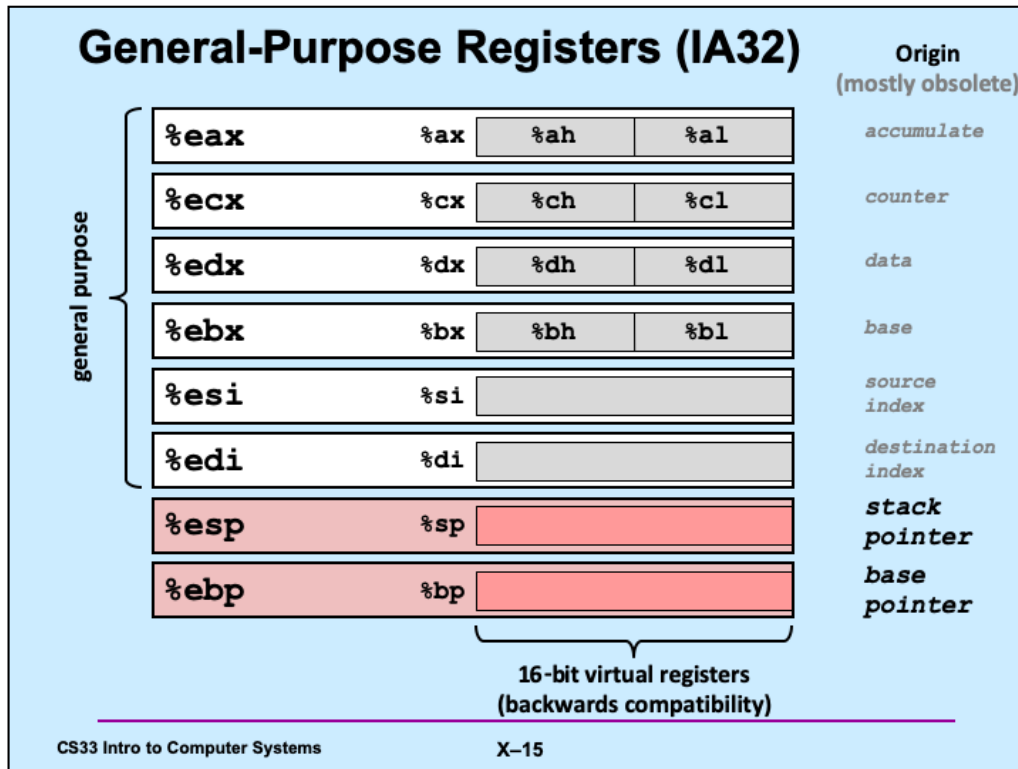 General-Purpose Registers (IA32)
Origin
(mostly obsolete)
general purpose
%eax %ax %ah %al accumulate
%ecx %cx %ch %cl counter
%edx %dx %dh %dl data
%ebx %bx %bh %bl base
%esi %si source
index
%edi %di destination
index
%esp %sp stack
pointer
%ebp %bp base
pointer
16-bit virtual registers
(backwards compatibility)
CS33 Intro to Computer Systems X–15